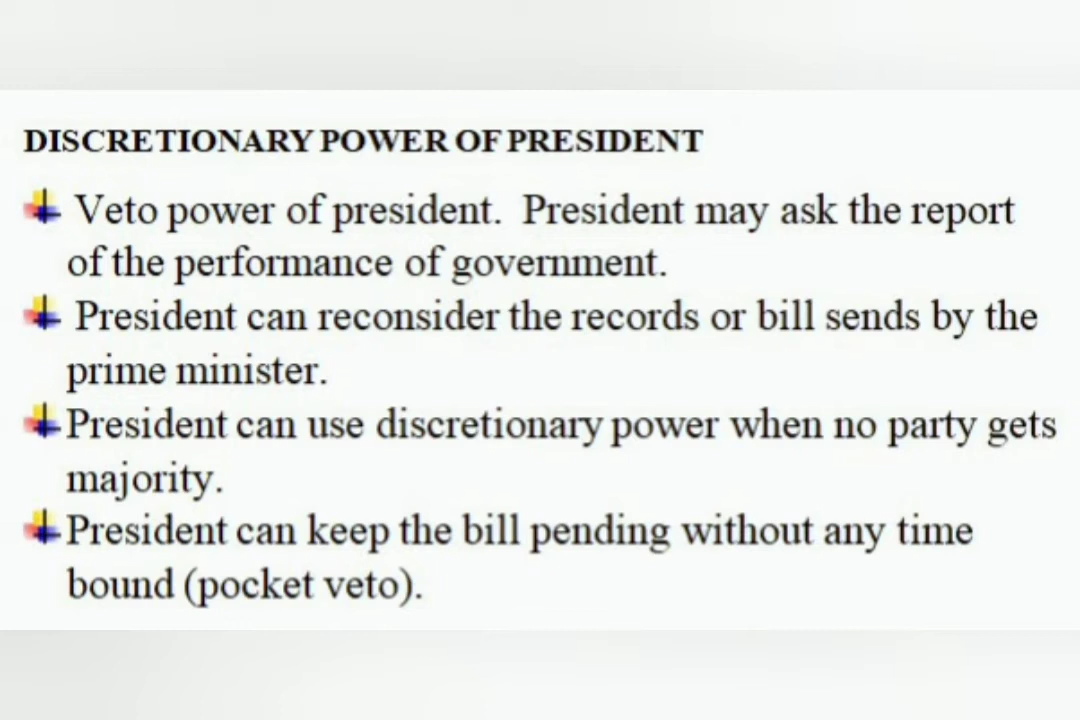 DISCRETIONARY POWER OF PRESIDENT
Veto power of president. President may ask the report
of the performance of government.
President can reconsider the records or bill sends by the
prime minister.
President can use discretionary power when no party gets
majority.
President can keep the bill pending without any time
bound (pocket veto).